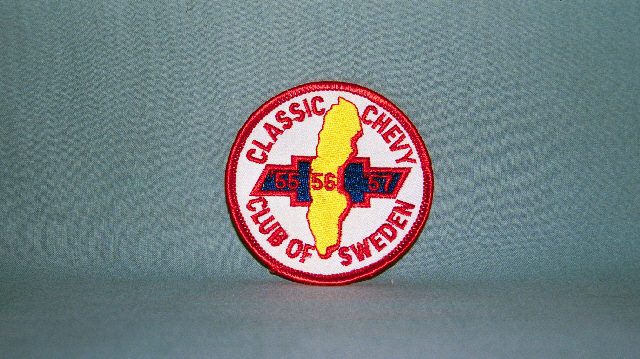 CLASSIC CHEVY
55 56 57
CLUB OF SWEDEN